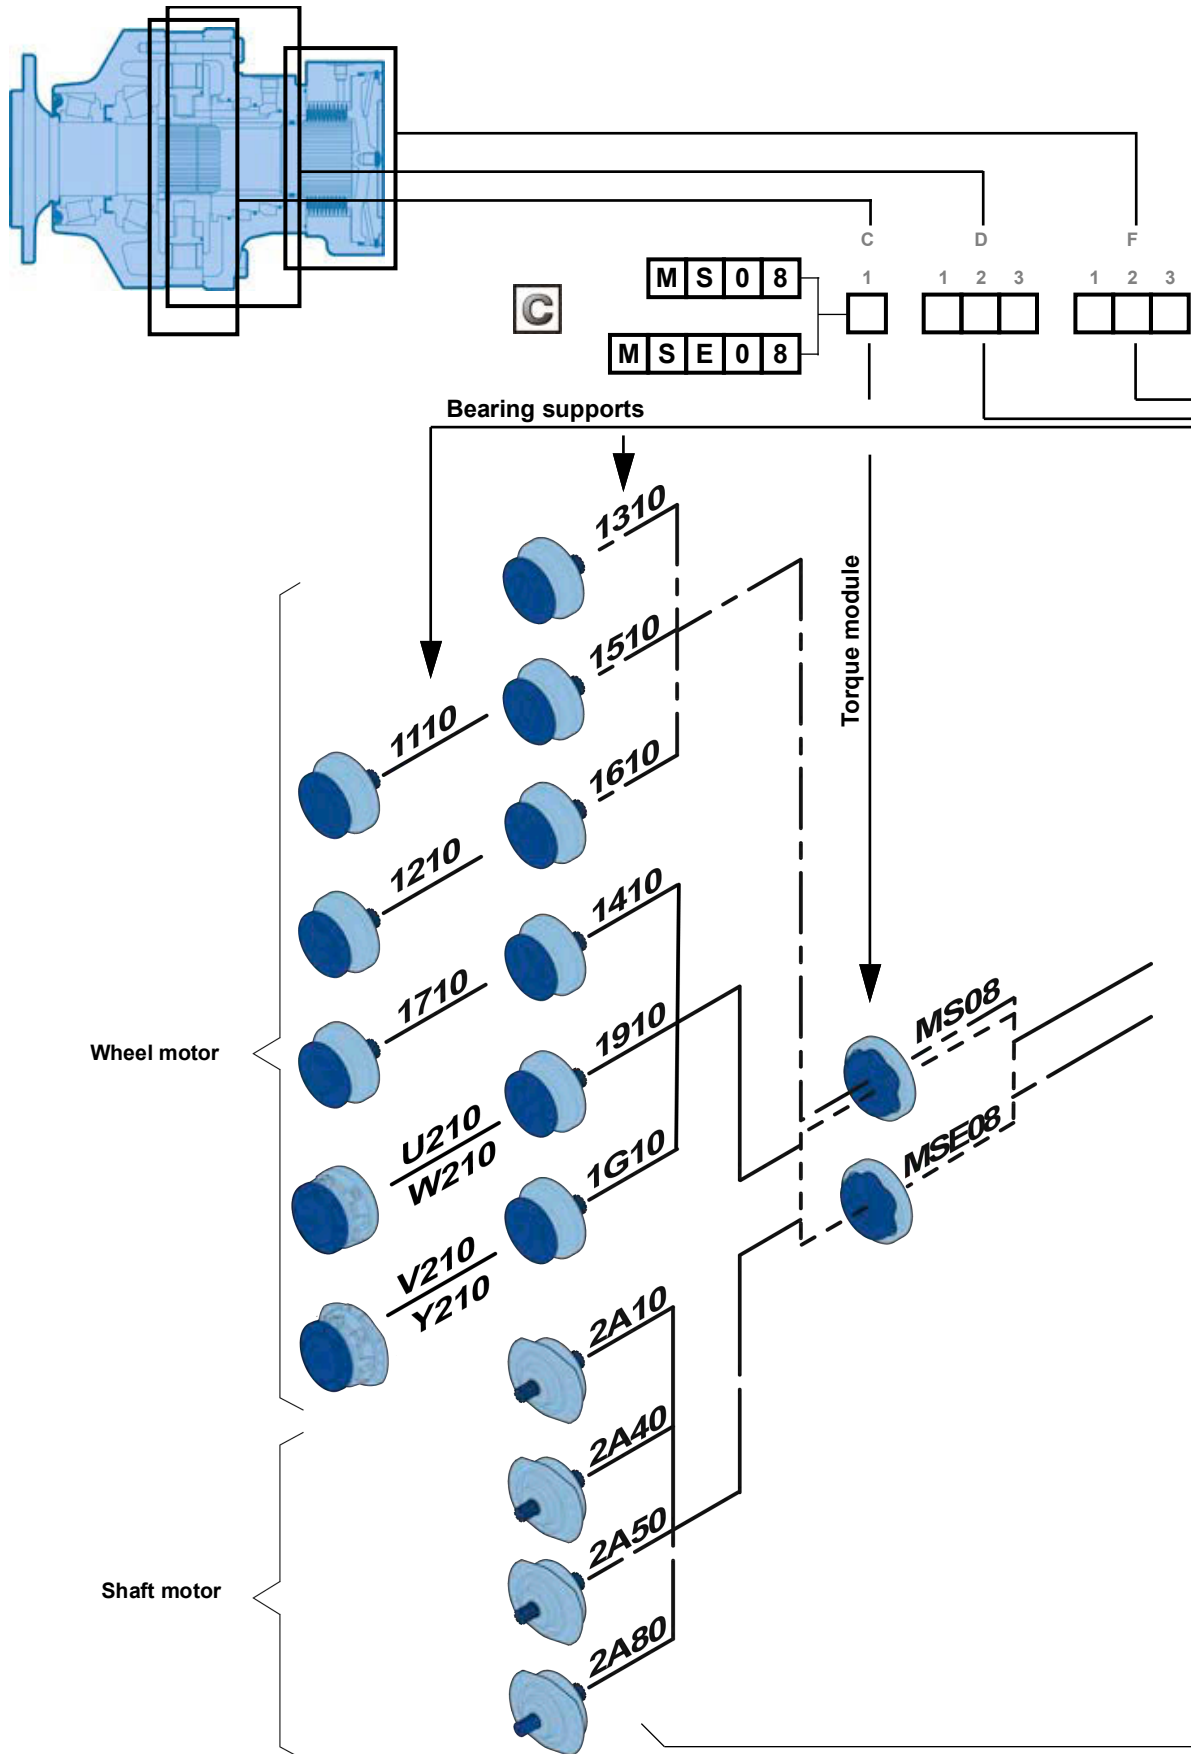 C D F
1 1 2 3 1 2 3
M S 0 8
C
M S E 0 8
Bearing supports
1310
1510
Torque module
1110
1610
1210
1410
1710
1910
MS08
Wheel motor
U210
W210
1G10
MSE08
V210
Y210
2A10
2A40
2A50
Shaft motor
2A80